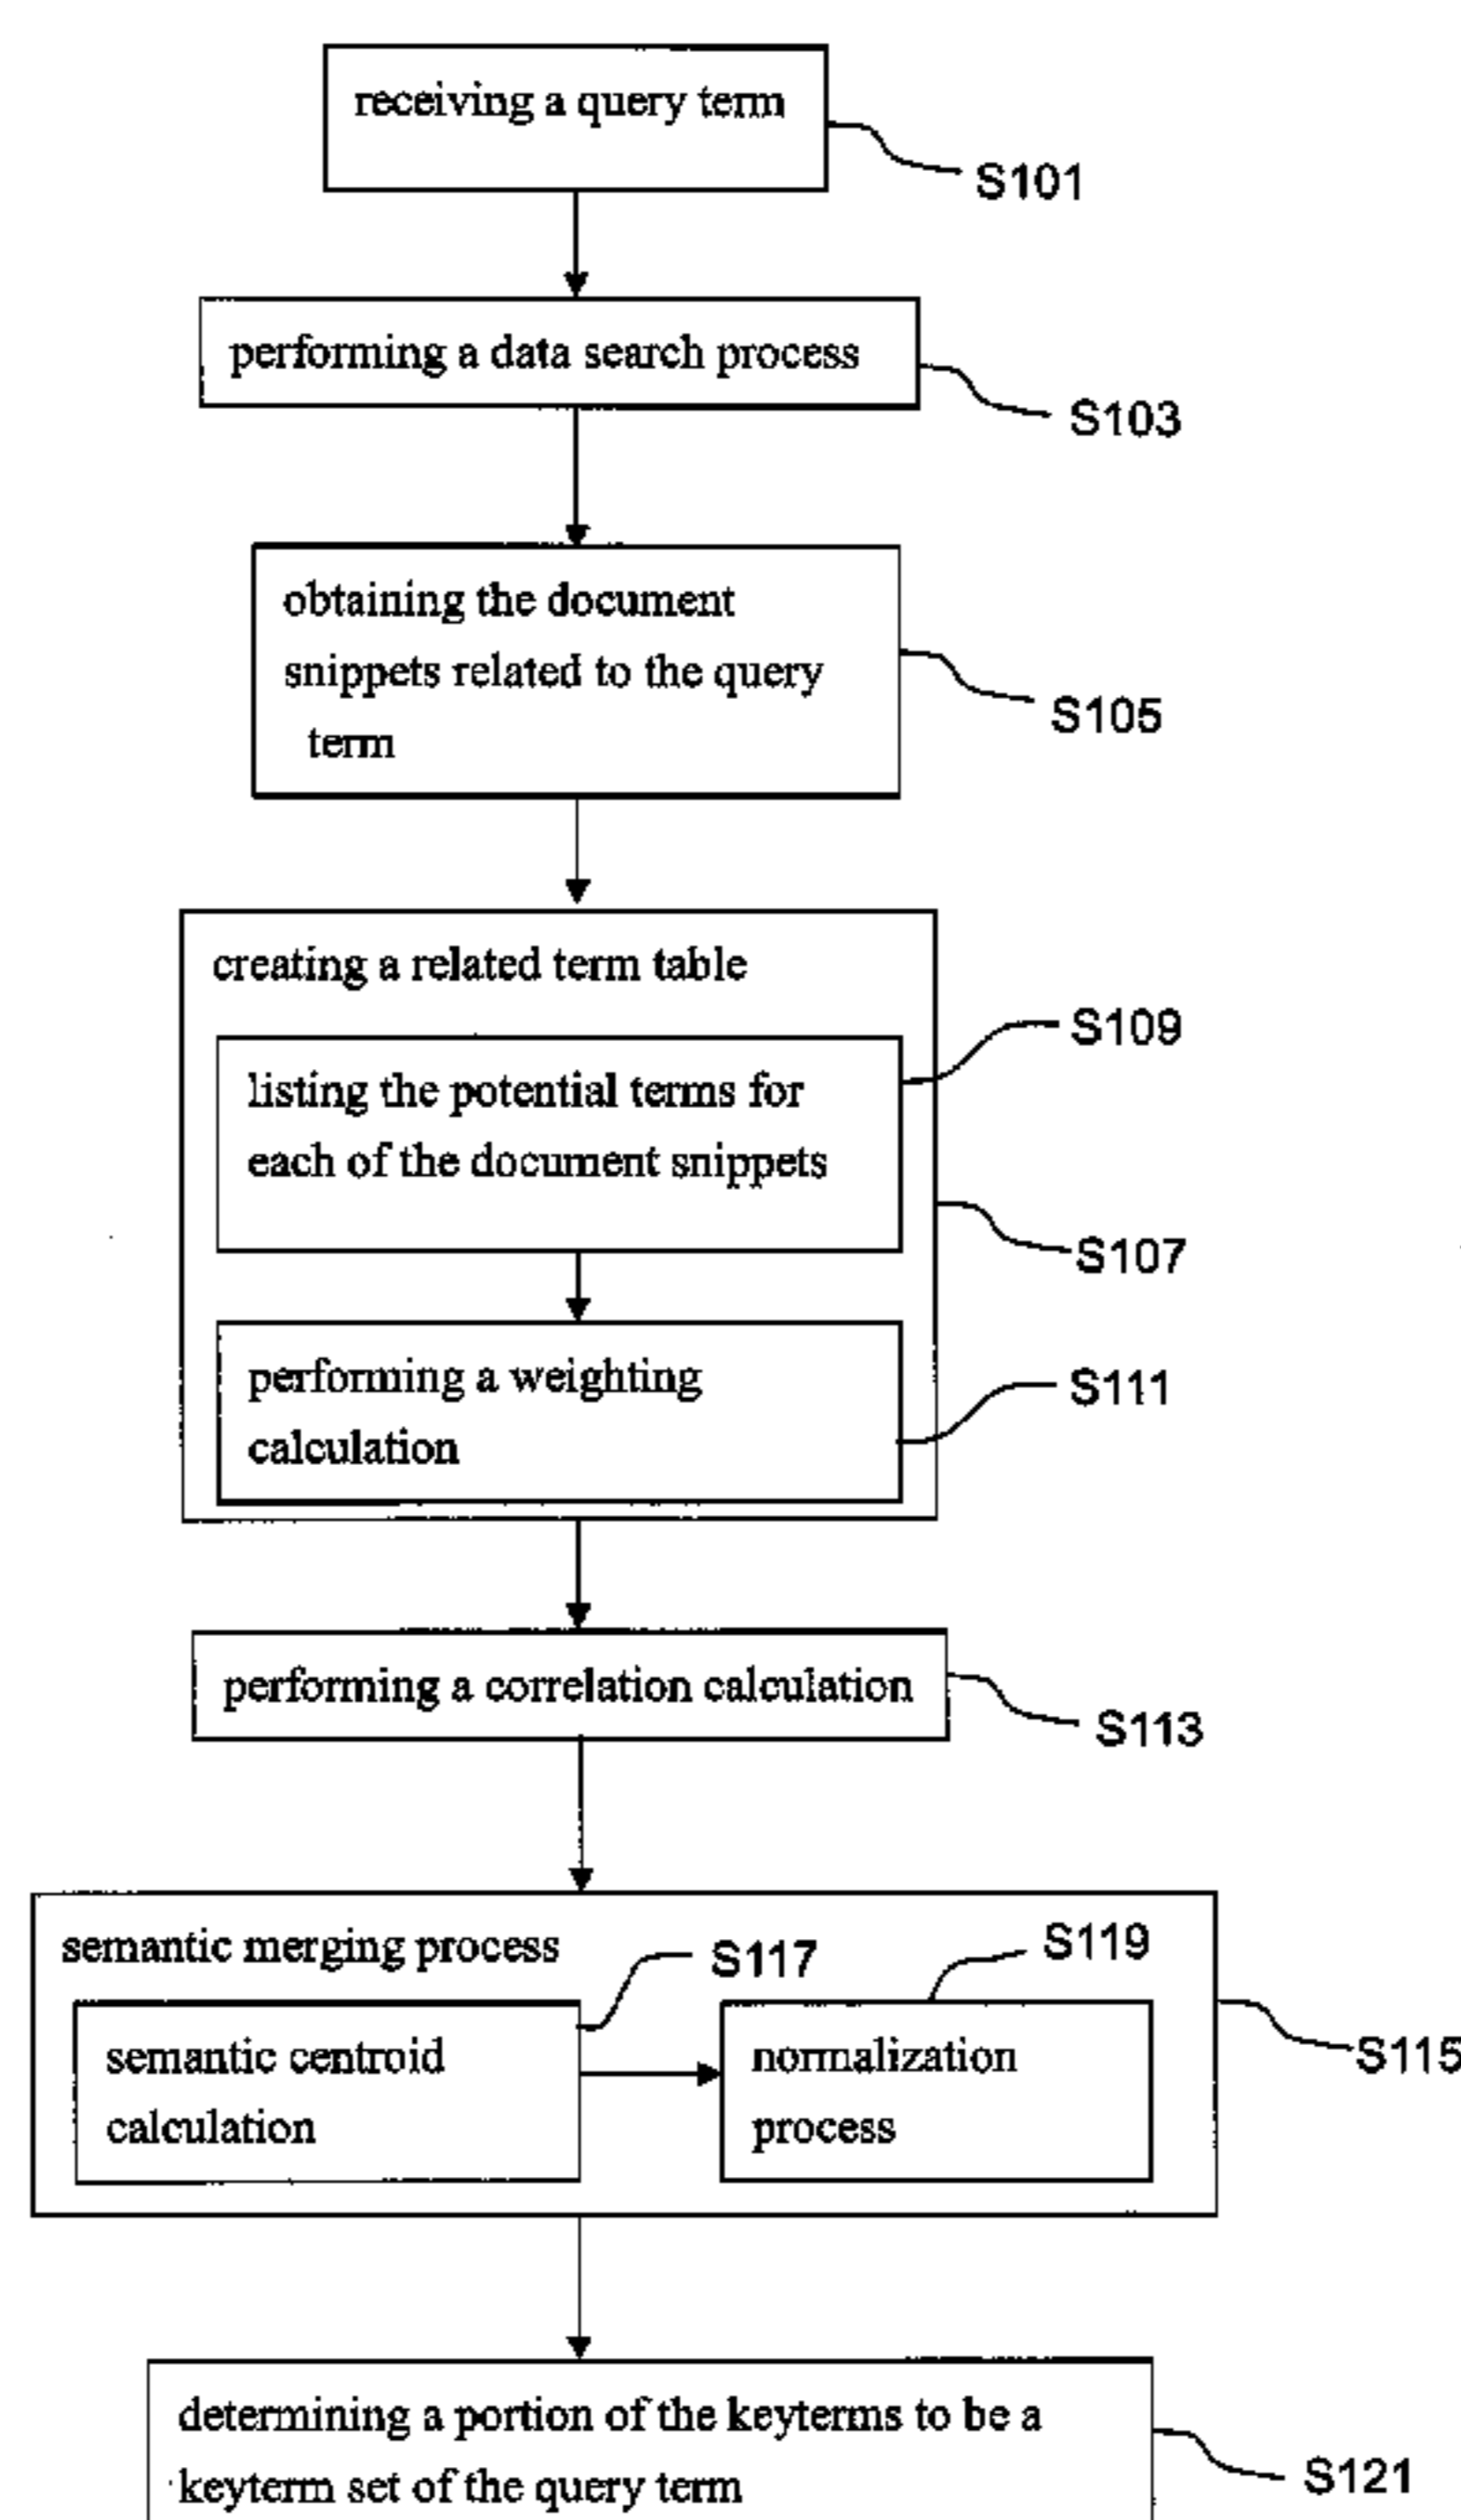 receiving a query term
S101
performing a data search process
S103
obtaining the document
snippets related to the query
term
S105
creating a related term table
S109
listing the potential terms for
each of the document snippets
S107
performing a weighting
calculation
S111
performing a correlation calculation
S113
semantic merging process
S117
S119
semantic centroid
calculation
normalization
process
S115
determining a portion of the keyterms to be a
keyterm set of the query term
S121